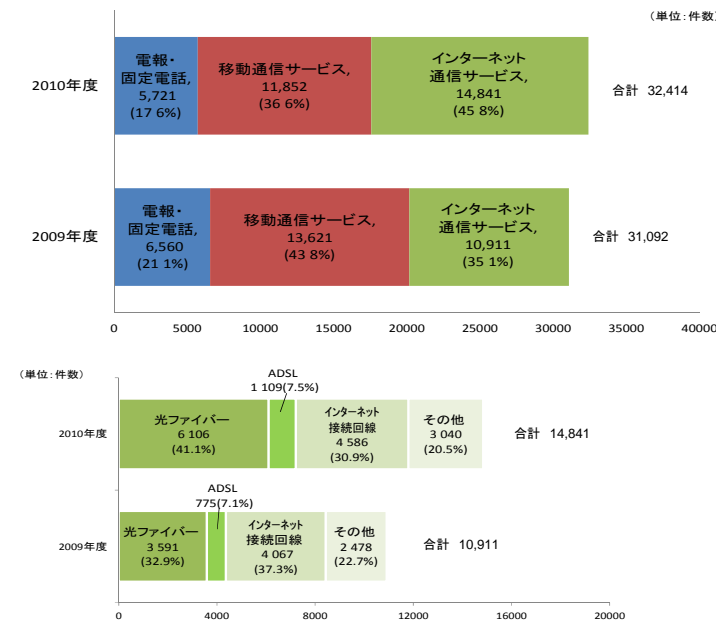 （単位：件数）
2010年度
電報・
固定電話,
5,721
(17 6%)
移動通信サービス,
11,852
(36 6%)
インターネット
通信サービス,
14,841
(45 8%)
合計 32,414
2009年度
電報・
固定電話,
6,560
(21 1%)
移動通信サービス,
13,621
(43 8%)
インターネット
通信サービス,
10,911
(35 1%)
合計 31,092
0 5000 10000 15000 20000 25000 30000 35000 40000
（単位：件数）
ADSL
1 109(7.5%)
2010年度
光ファイバー
6 106
(41.1%)
インターネット
接続回線
4 586
(30.9%)
その他
3 040
(20.5%)
合計 14,841
ADSL
775(7.1%)
2009年度
光ファイバー
3 591
(32.9%)
インターネット
接続回線
4 067
(37.3%)
その他
2 478
(22.7%)
合計 10,911
0 4000 8000 12000 16000 20000